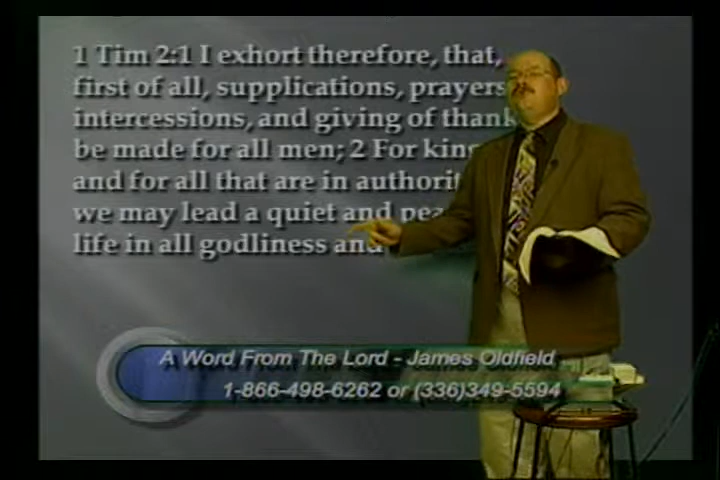 1 Tim 2:1 I exhort therefore, that,
first of all, supplications, prayers
intercessions, and giving of thank
be made for all men; 2 For kin
and for all that are in authorit
we may lead a quiet and pea
life in all godliness and
A Word From The Lord - James Oldfield
1-866-498-6262 or (336)349-5594